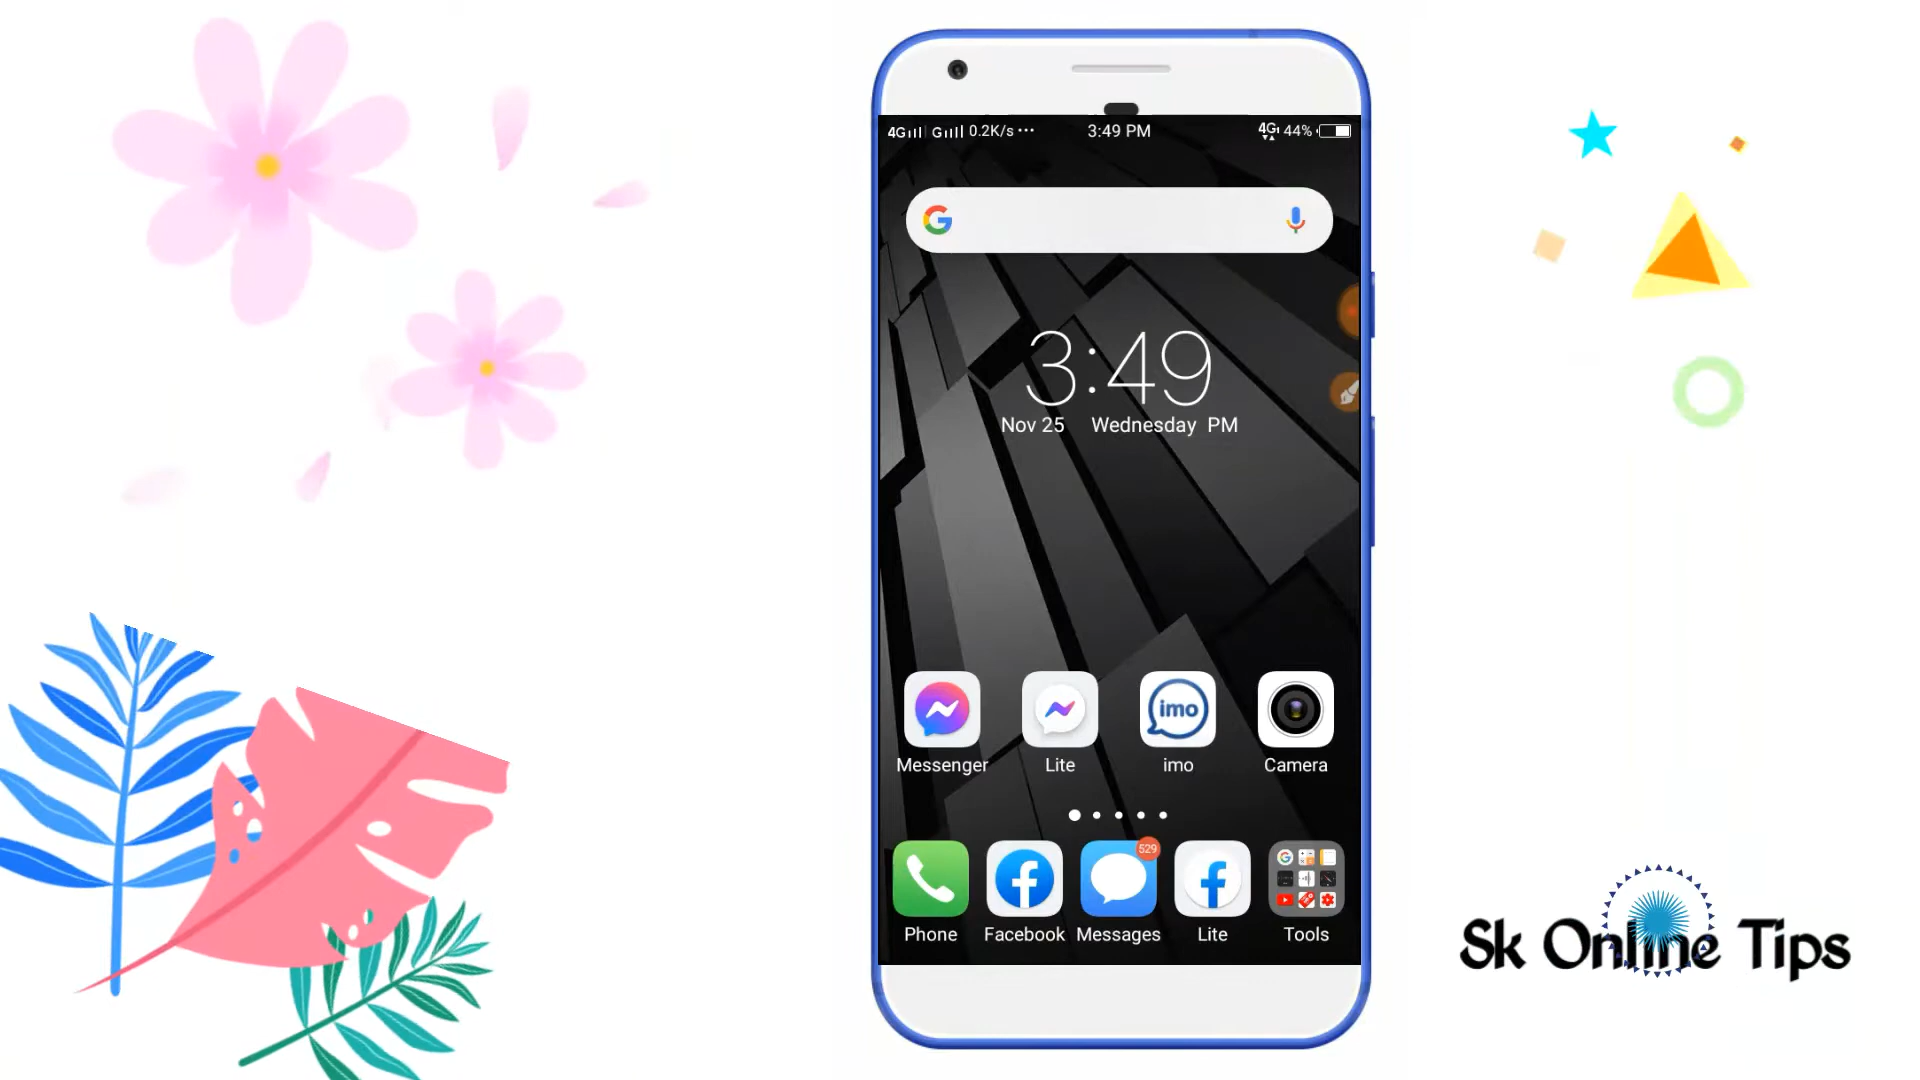 4G G 0.2K/s ··· 3:49 PM 4G 44%
3:49
Nov 25 Wednesday PM
imo
Messenger Lite imo Camera
529
Phone Facebook Messages Lite Tools
Sk Online Tips